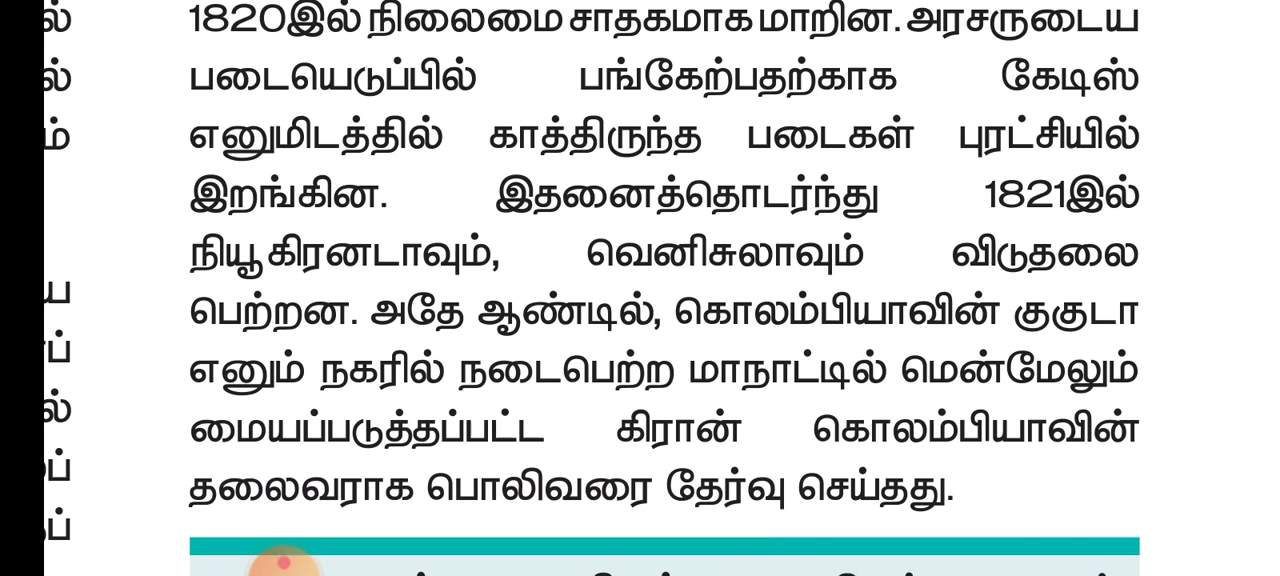 1820இல் நிலைமை சாதகமாக மாறின. அரசருடைய
படையெடுப்பில் பங்கேற்பதற்காக கேடிஸ்
எனுமிடத்தில் காத்திருந்த படைகள் புரட்சியில்
இறங்கின. இதனைத்தொடர்ந்து 1821இல்
நியூ கிரனடாவும், வெனிசுலாவும் விடுதலை
பெற்றன. அதே ஆண்டில், கொலம்பியாவின் குகுடா
எனும் நகரில் நடைபெற்ற மாநாட்டில் மென்மேலும்
மையப்படுத்தப்பட்ட கிரான் கொலம்பியாவின்
தலைவராக பொலிவரை தேர்வு செய்தது.